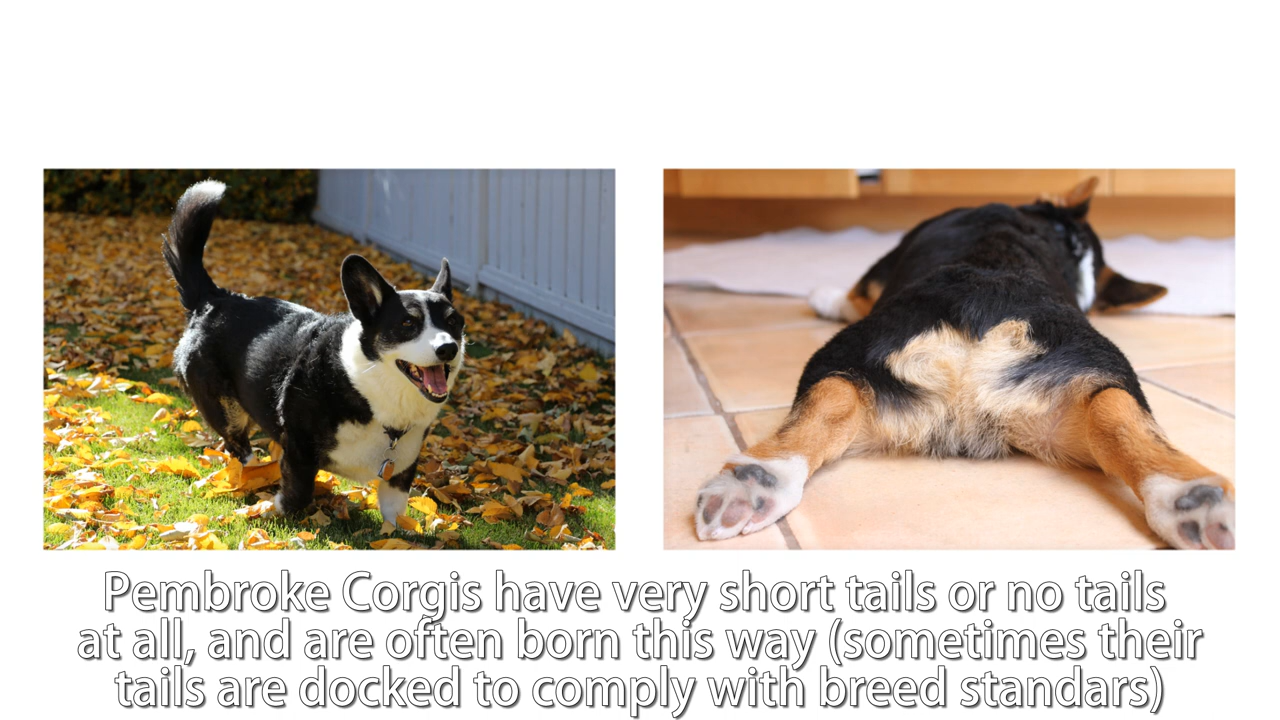 Pembroke Corgis have very short tails or no tails
at all, and are often born this way (sometimes their
tails are docked to comply with breed standars)